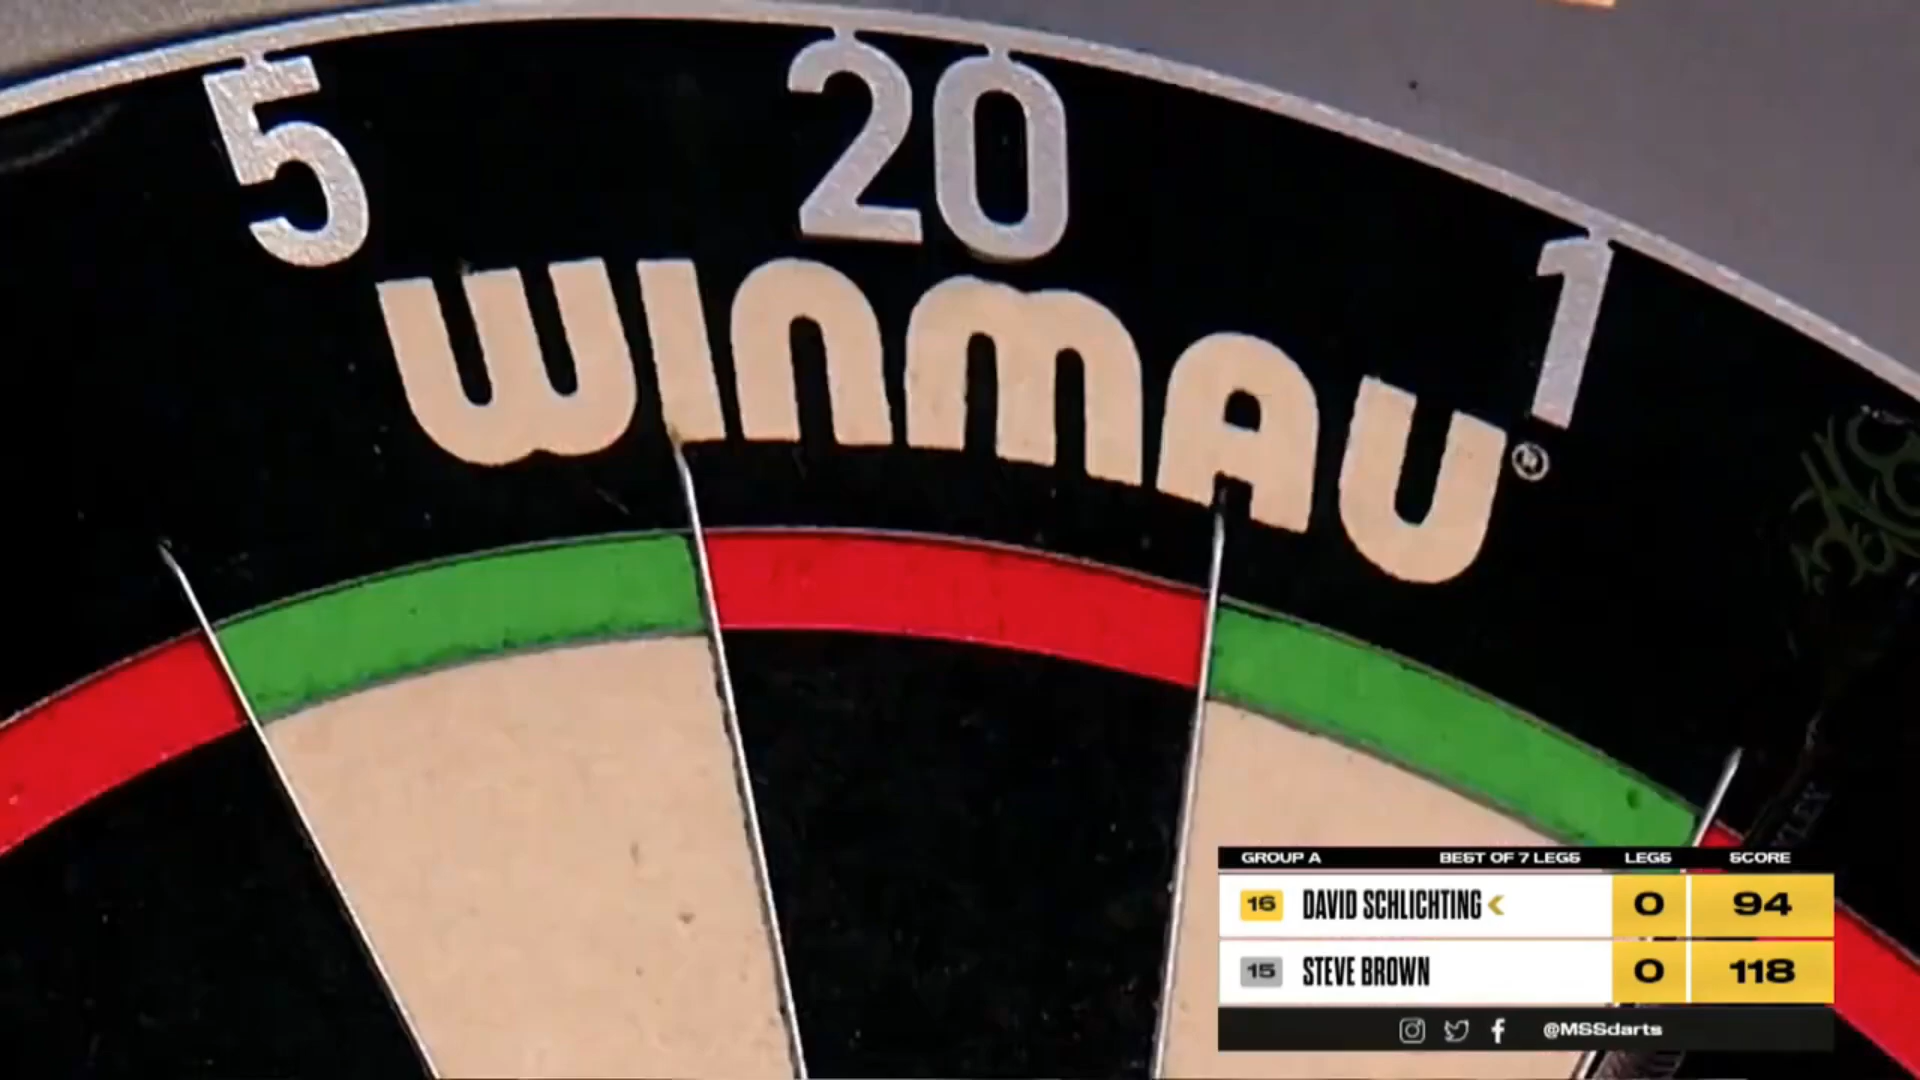 5 20 1
WINMAU®
GROUP A BEST OF 7 LEGS LEGS SCORE
16 DAVID SCHLICHTING 0 94
15 STEVE BROWN 0 118
@MSSdarts